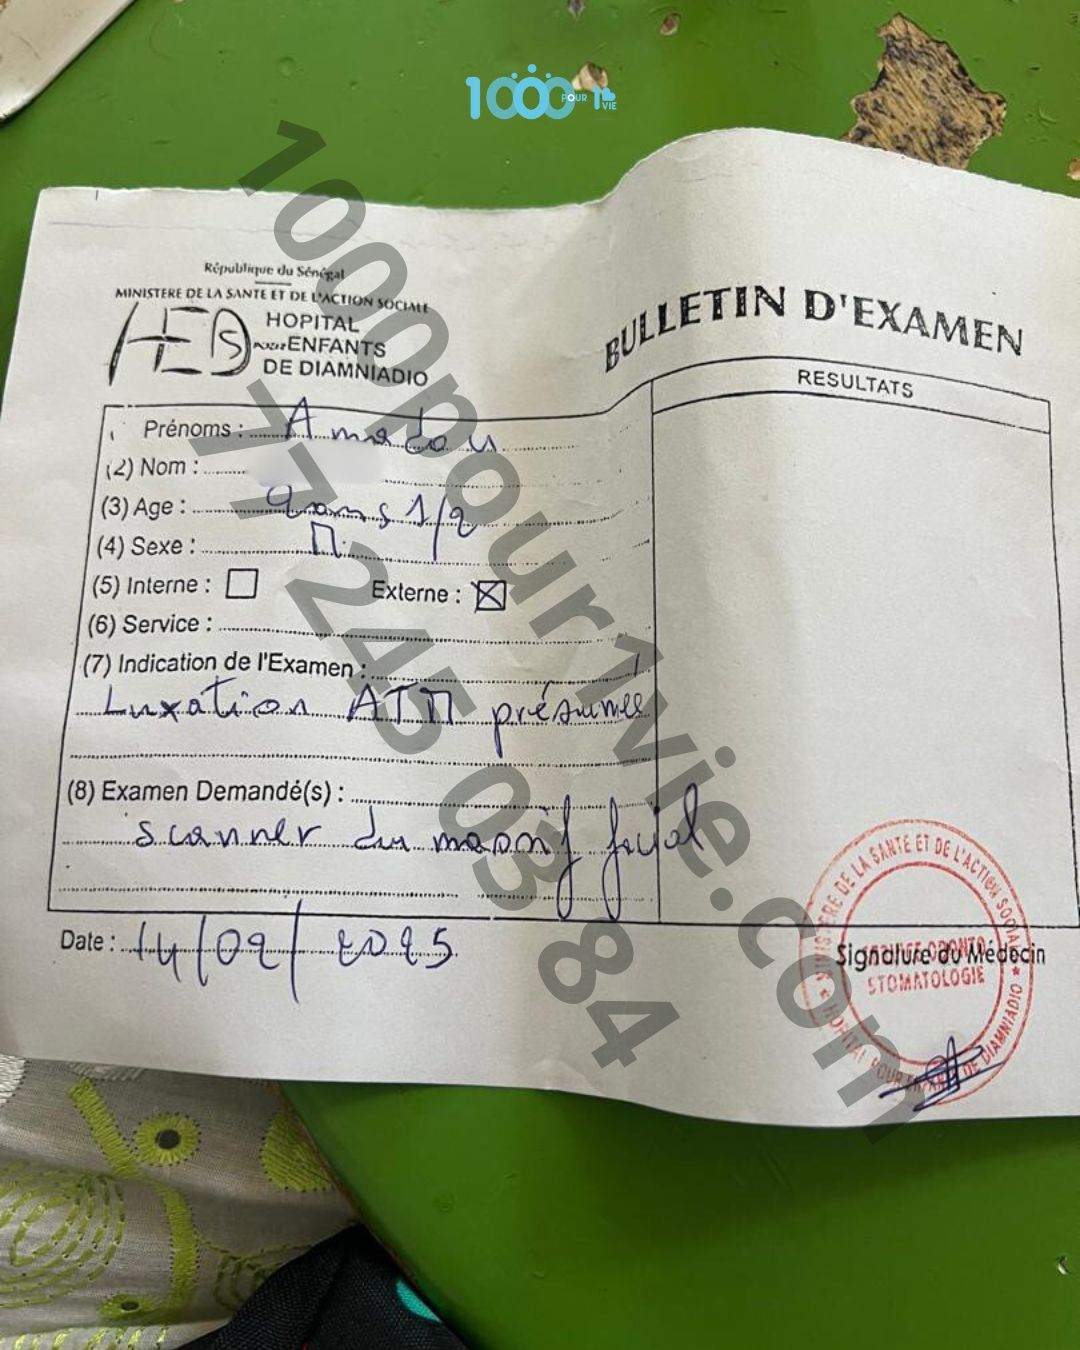 1000 POUR 1 VIE
République du Sénégal
MINISTERE DE LA SANTE ET DE L'ACTION SOCIALE
HOPITAL
POUR ENFANTS
DE DIAMNIADIO
BULLETIN D'EXAMEN
RESULTATS
Prénoms : Amadou
(2) Nom :
(3) Age : 2 ans 1/2
(4) Sexe : M
(5) Interne : Externe :
(6) Service :
(7) Indication de l'Examen :
Luxation ATM présumée
(8) Examen Demandé(s) :
scanner du massif facial
Date : 14/02/2025
Signature du Médecin
MINISTERE DE LA SANTE ET DE L'ACTION SOCIALE
SERVICE ODONTO
STOMATOLOGIE
HOPITAL POUR ENFANT DE DIAMNIADIO
1000pour1vie.com
77 245 03 84